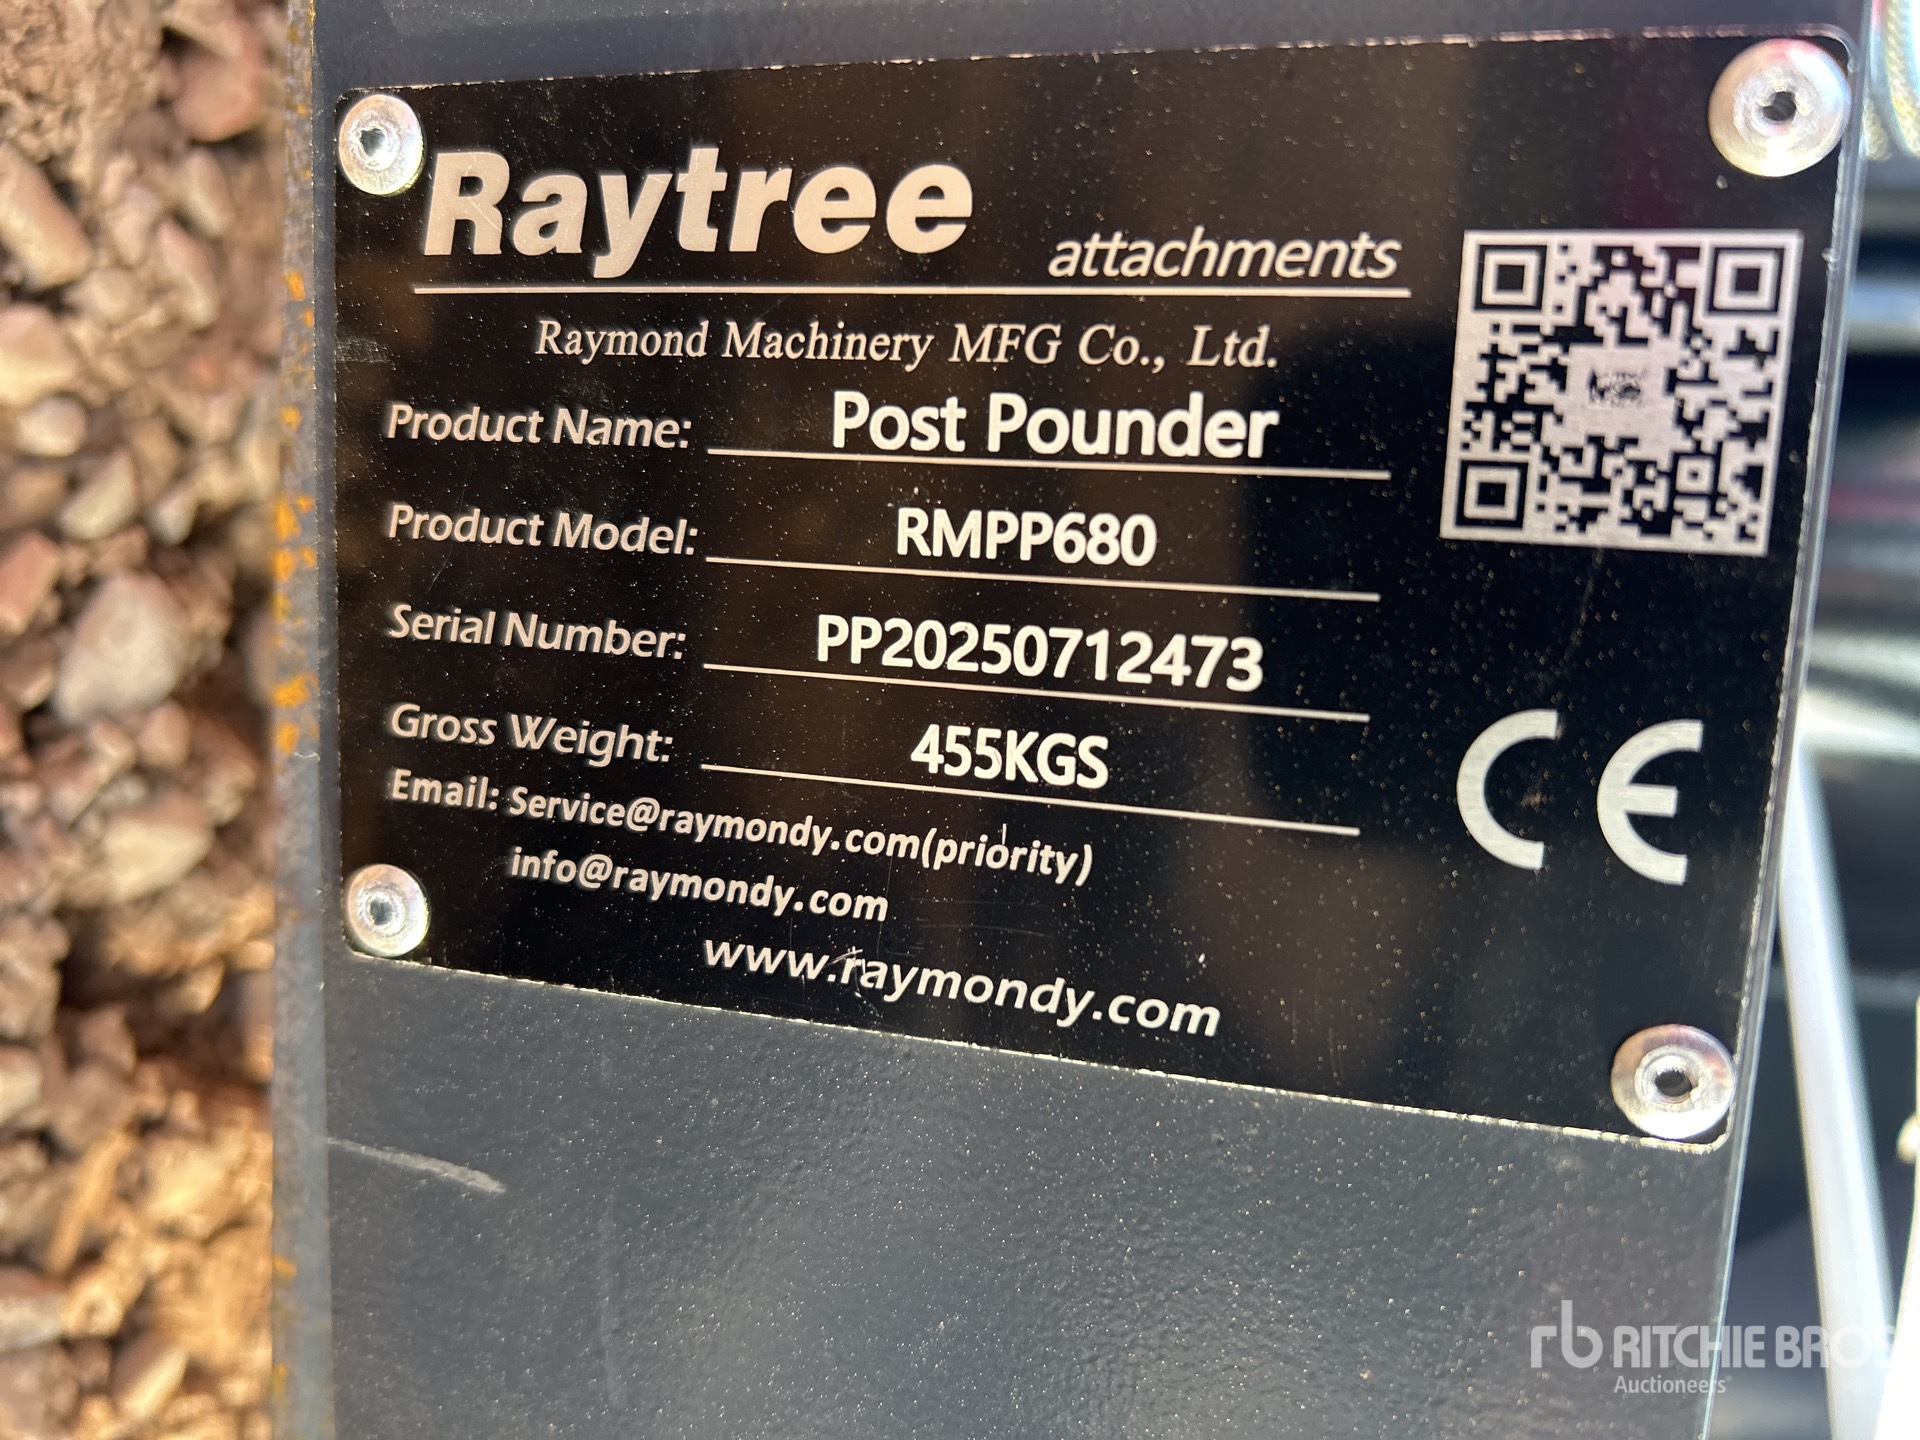 Raytree
attachments
Raymond Machinery MFG Co., Ltd.
Product Name: Post Pounder
Product Model: RMPP680
Serial Number: PP20250712473
Gross Weight: 455KGS
Email: Service@raymondy.com(priority)
info@raymondy.com
www.raymondy.com
CE
rb RITCHIE BROS
Auctioneers